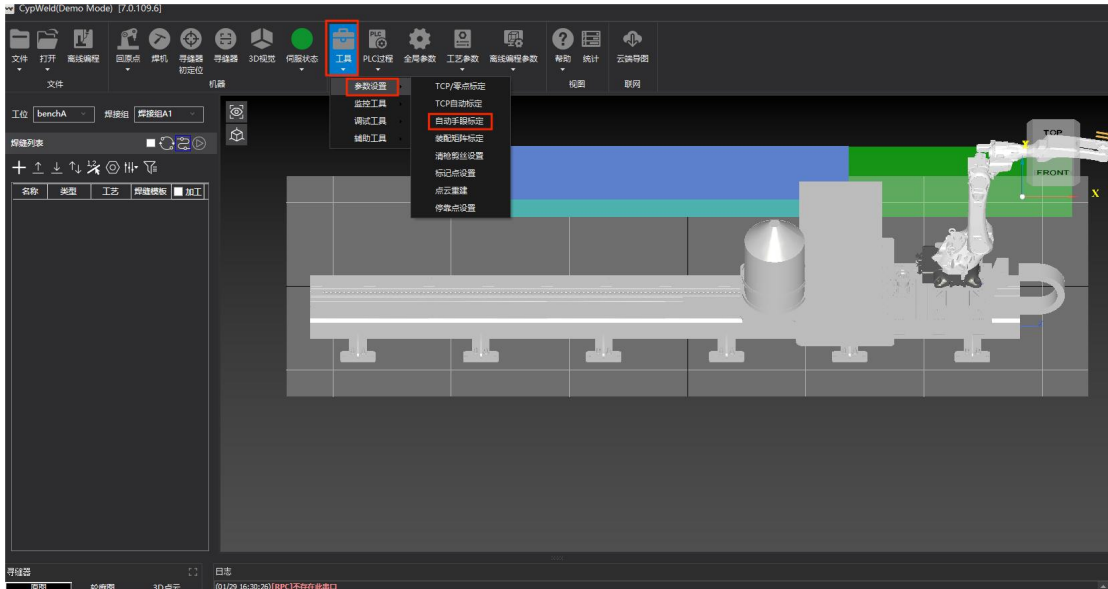 CypWeld(Demo Mode) [7.0.109.6]
文件 打开 离线编程 回原点 焊机 寻缝器初定位 寻缝器 3D视觉 伺服状态 工具 PLC过程 全局参数 工艺参数 离线编程参数 帮助 统计 云端导图
文件 机器 视图 联网
参数设置
监控工具
调试工具
辅助工具
TCP/零点标定
TCP自动标定
自动手眼标定
装配矩阵标定
清枪剪丝设置
标记点设置
点云重建
停靠点设置
工位 benchA 焊接组 焊接组A1
焊缝列表
名称 类型 工艺 焊缝模板 加工
TOP
FRONT
Y
X
寻缝器
原图 轮廓图 3D点云
日志
(01/29 16:30:26)[RPC]不存在此串口